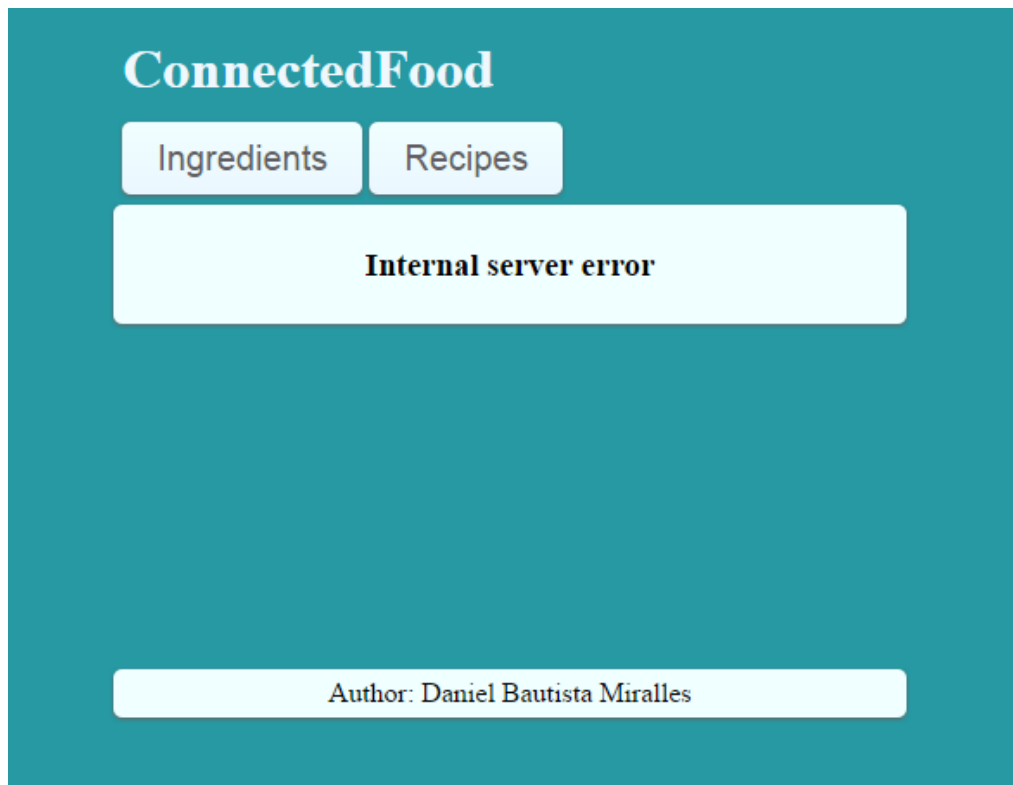 ConnectedFood
Ingredients Recipes
Internal server error
Author: Daniel Bautista Miralles